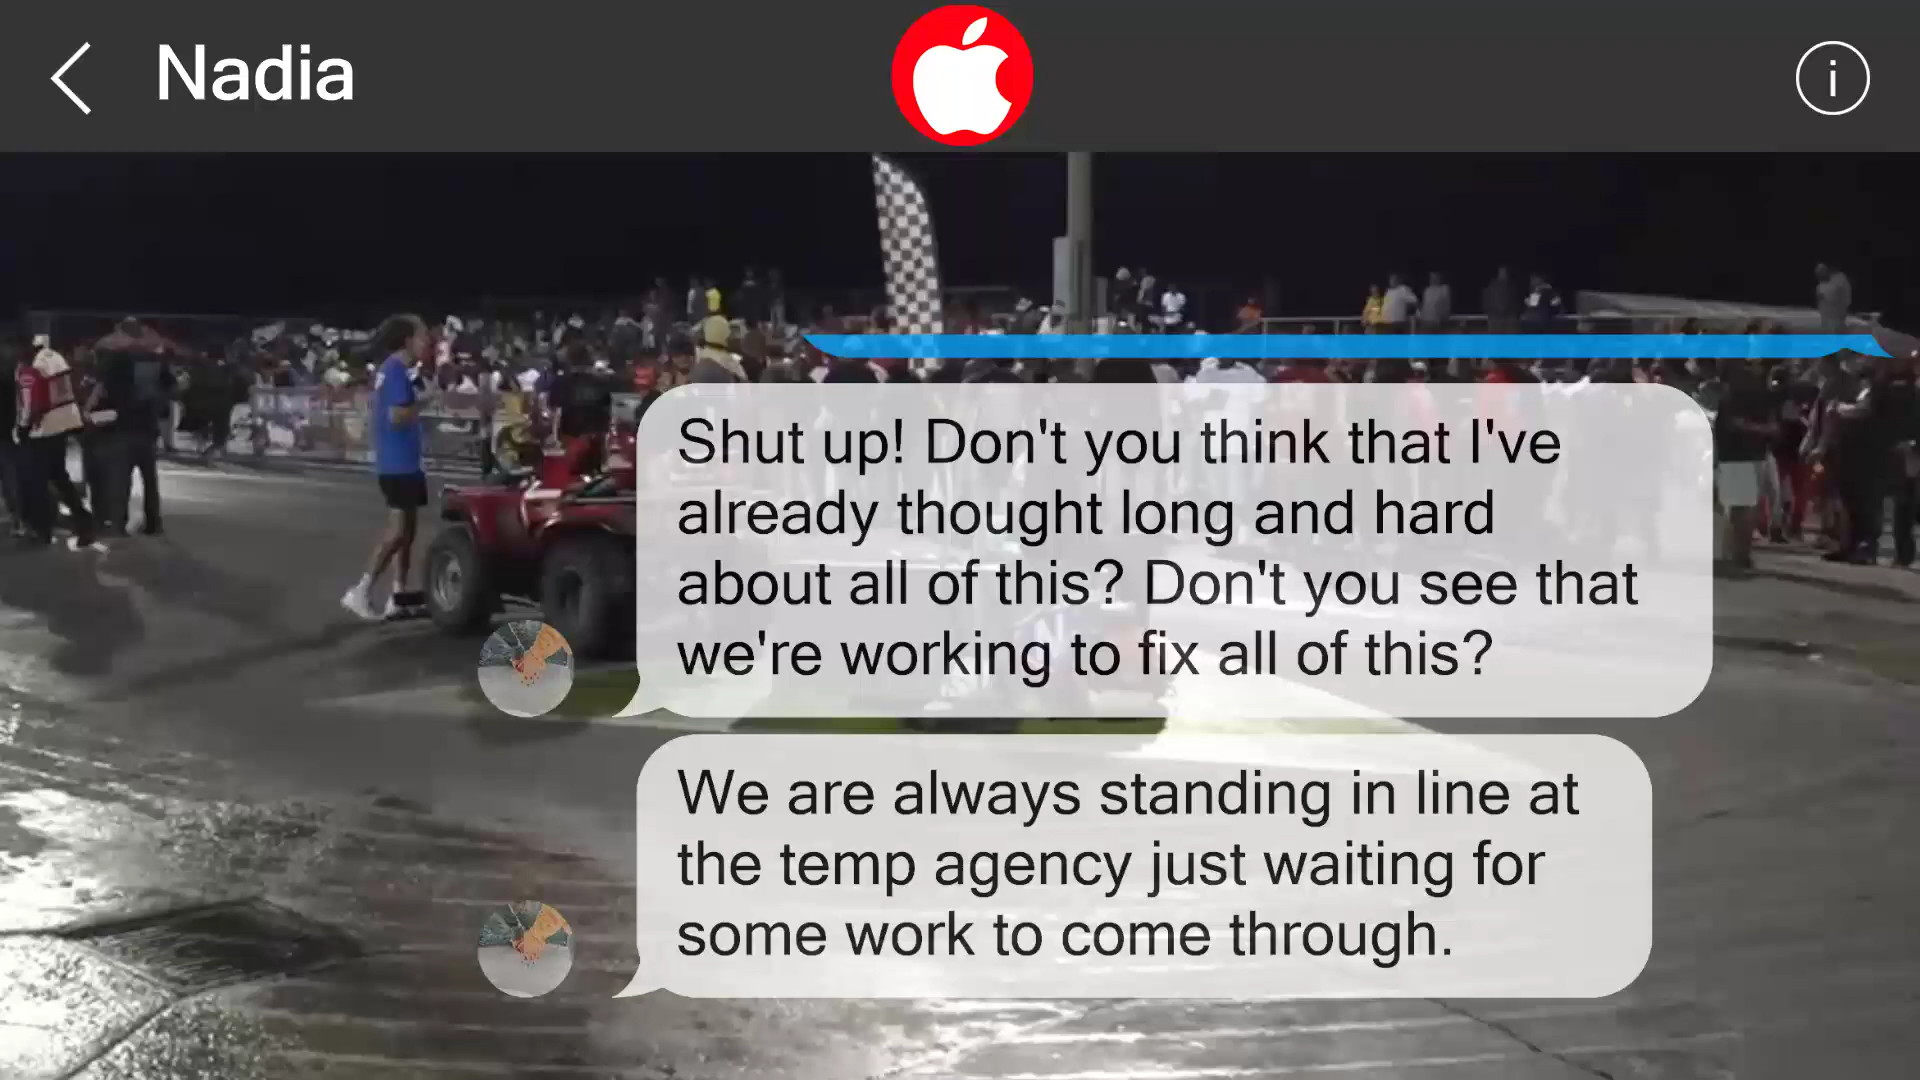 Nadia
Shut up! Don't you think that I've
already thought long and hard
about all of this? Don't you see that
we're working to fix all of this?
We are always standing in line at
the temp agency just waiting for
some work to come through.